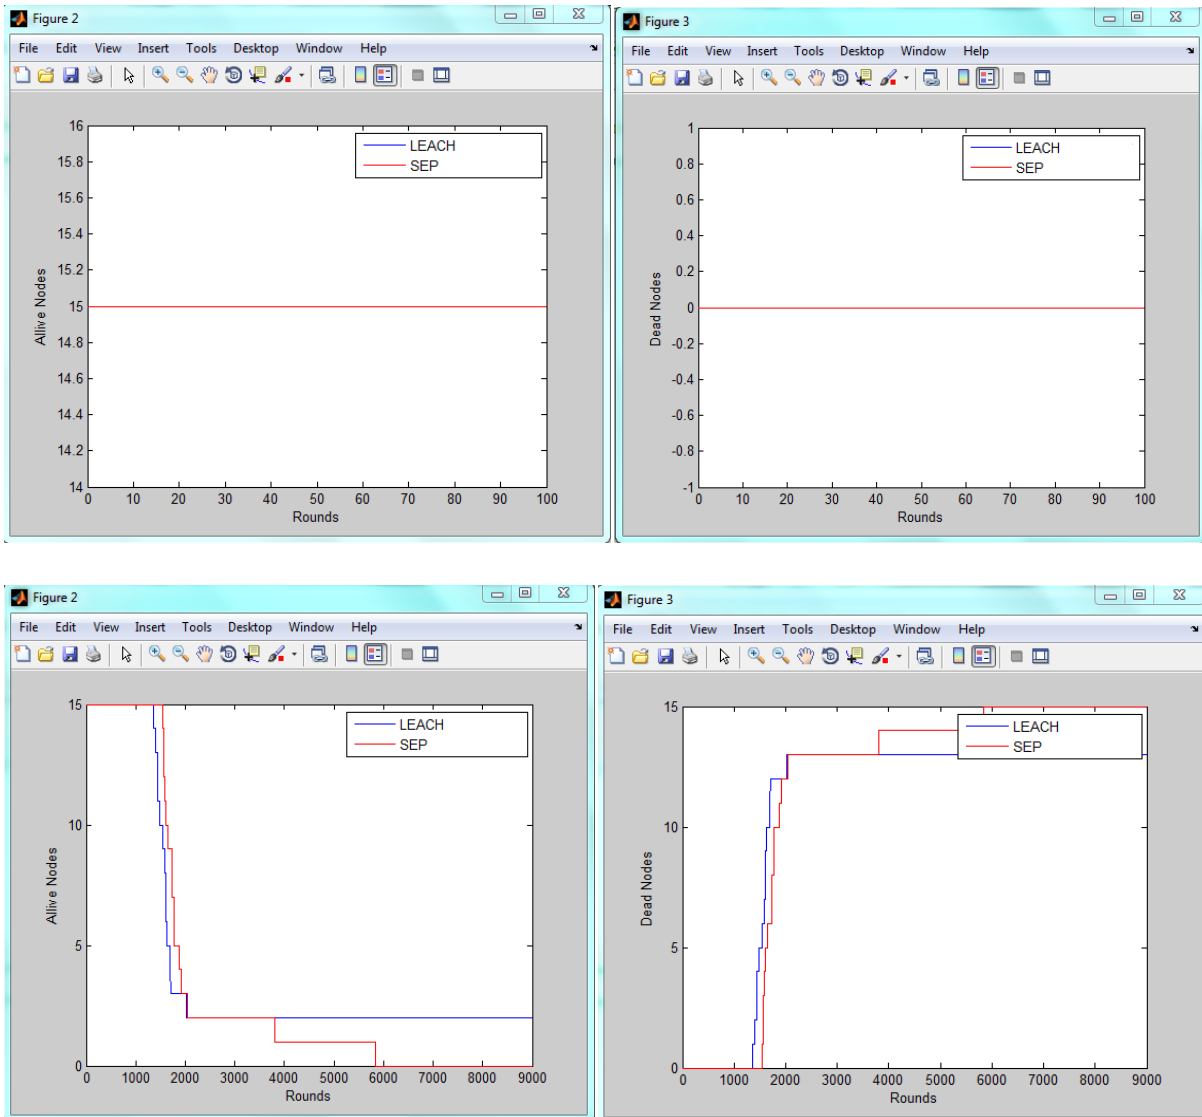 Figure 2
File Edit View Insert Tools Desktop Window Help
16
15.8
15.6
15.4
15.2
15
14.8
14.6
14.4
14.2
14
Allive Nodes
LEACH
SEP
0 10 20 30 40 50 60 70 80 90 100
Rounds
Figure 3
File Edit View Insert Tools Desktop Window Help
1
0.8
0.6
0.4
0.2
0
-0.2
-0.4
-0.6
-0.8
-1
Dead Nodes
LEACH
SEP
0 10 20 30 40 50 60 70 80 90 100
Rounds
Figure 2
File Edit View Insert Tools Desktop Window Help
15
10
5
0
Allive Nodes
LEACH
SEP
0 1000 2000 3000 4000 5000 6000 7000 8000 9000
Rounds
Figure 3
File Edit View Insert Tools Desktop Window Help
15
10
5
0
Dead Nodes
LEACH
SEP
0 1000 2000 3000 4000 5000 6000 7000 8000 9000
Rounds